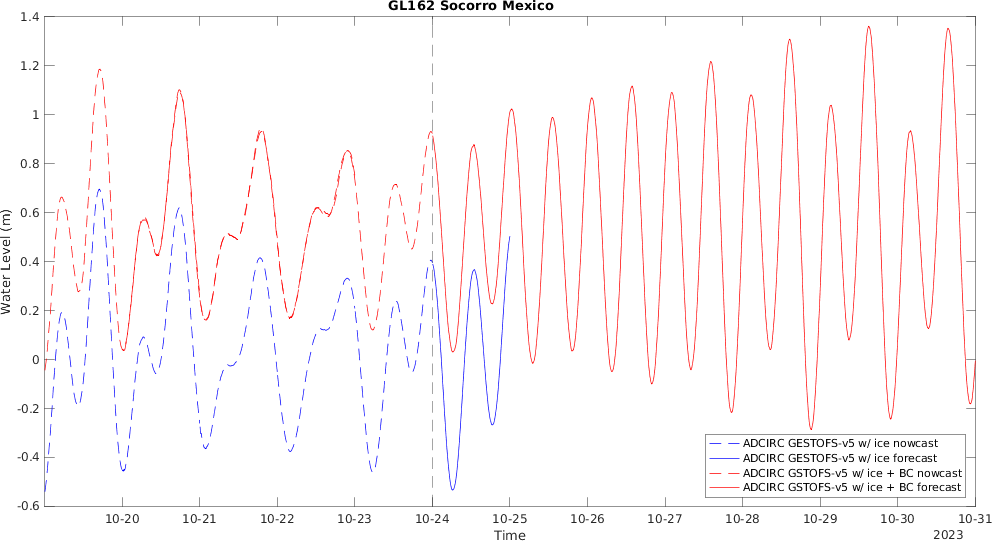 GL162 Socorro Mexico
1.4
1.2
1
0.8
0.6
0.4
0.2
0
-0.2
-0.4
-0.6
Water Level (m)
ADCIRC GESTOFS-v5 w/ ice nowcast
ADCIRC GESTOFS-v5 w/ ice forecast
ADCIRC GSTOFS-v5 w/ ice + BC nowcast
ADCIRC GSTOFS-v5 w/ ice + BC forecast
10-20 10-21 10-22 10-23 10-24 10-25 10-26 10-27 10-28 10-29 10-30 10-31
Time
2023